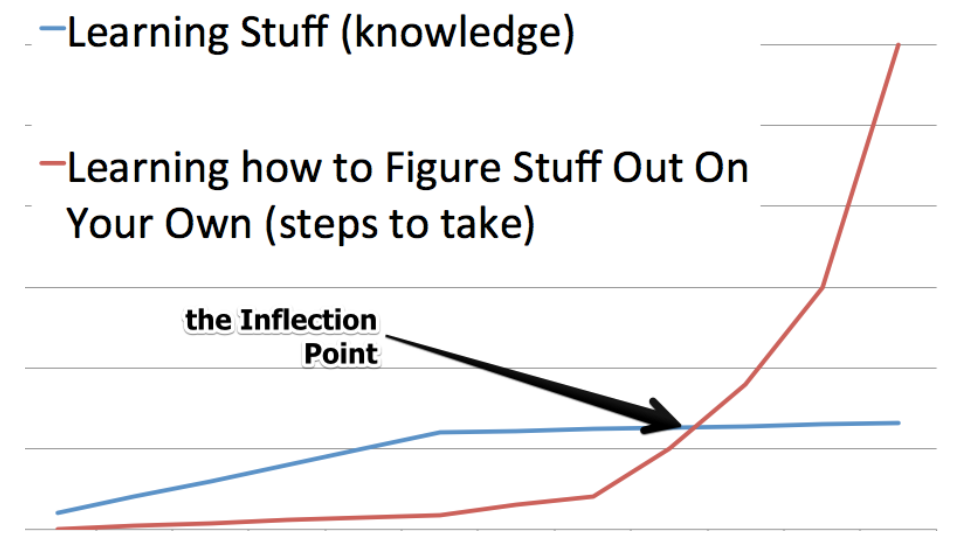 Learning Stuff (knowledge)
Learning how to Figure Stuff Out On
Your Own (steps to take)
the Inflection
Point